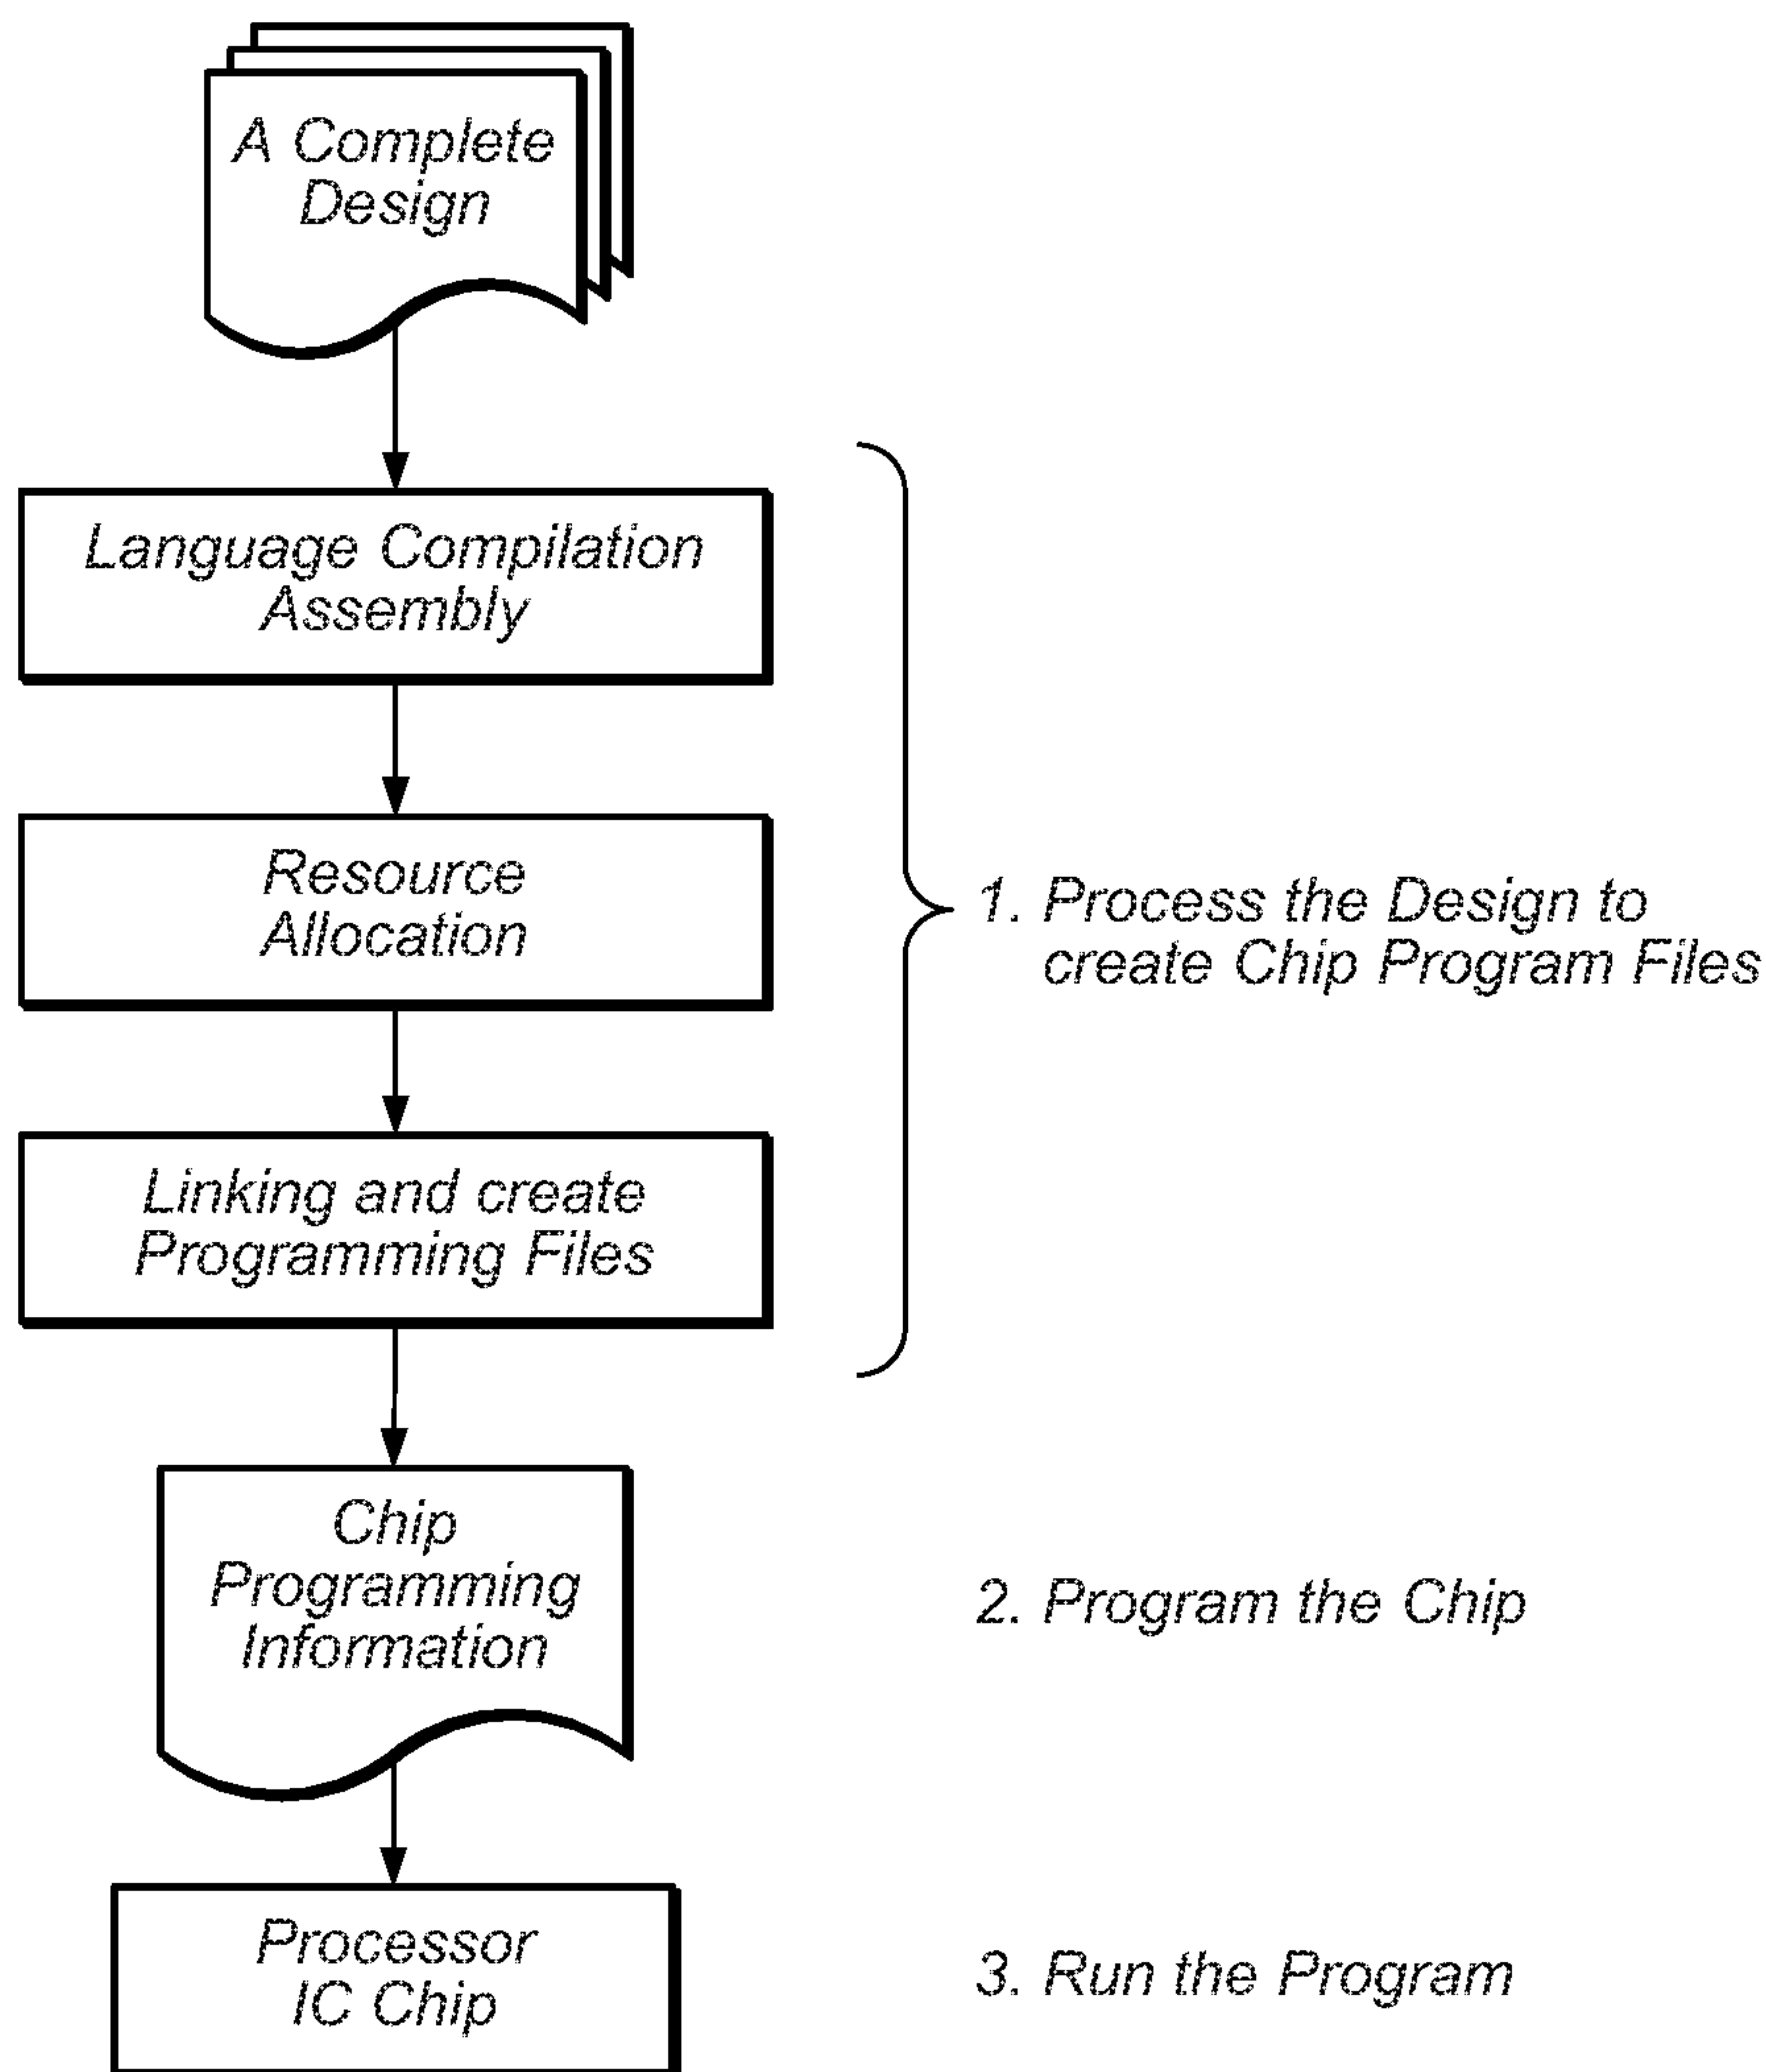 A Complete
Design
Language Compilation
Assembly
Resource
Allocation
1. Process the Design to
create Chip Program Files
Linking and create
Programming Files
Chip
Programming
Information
2. Program the Chip
Processor
IC Chip
3. Run the Program